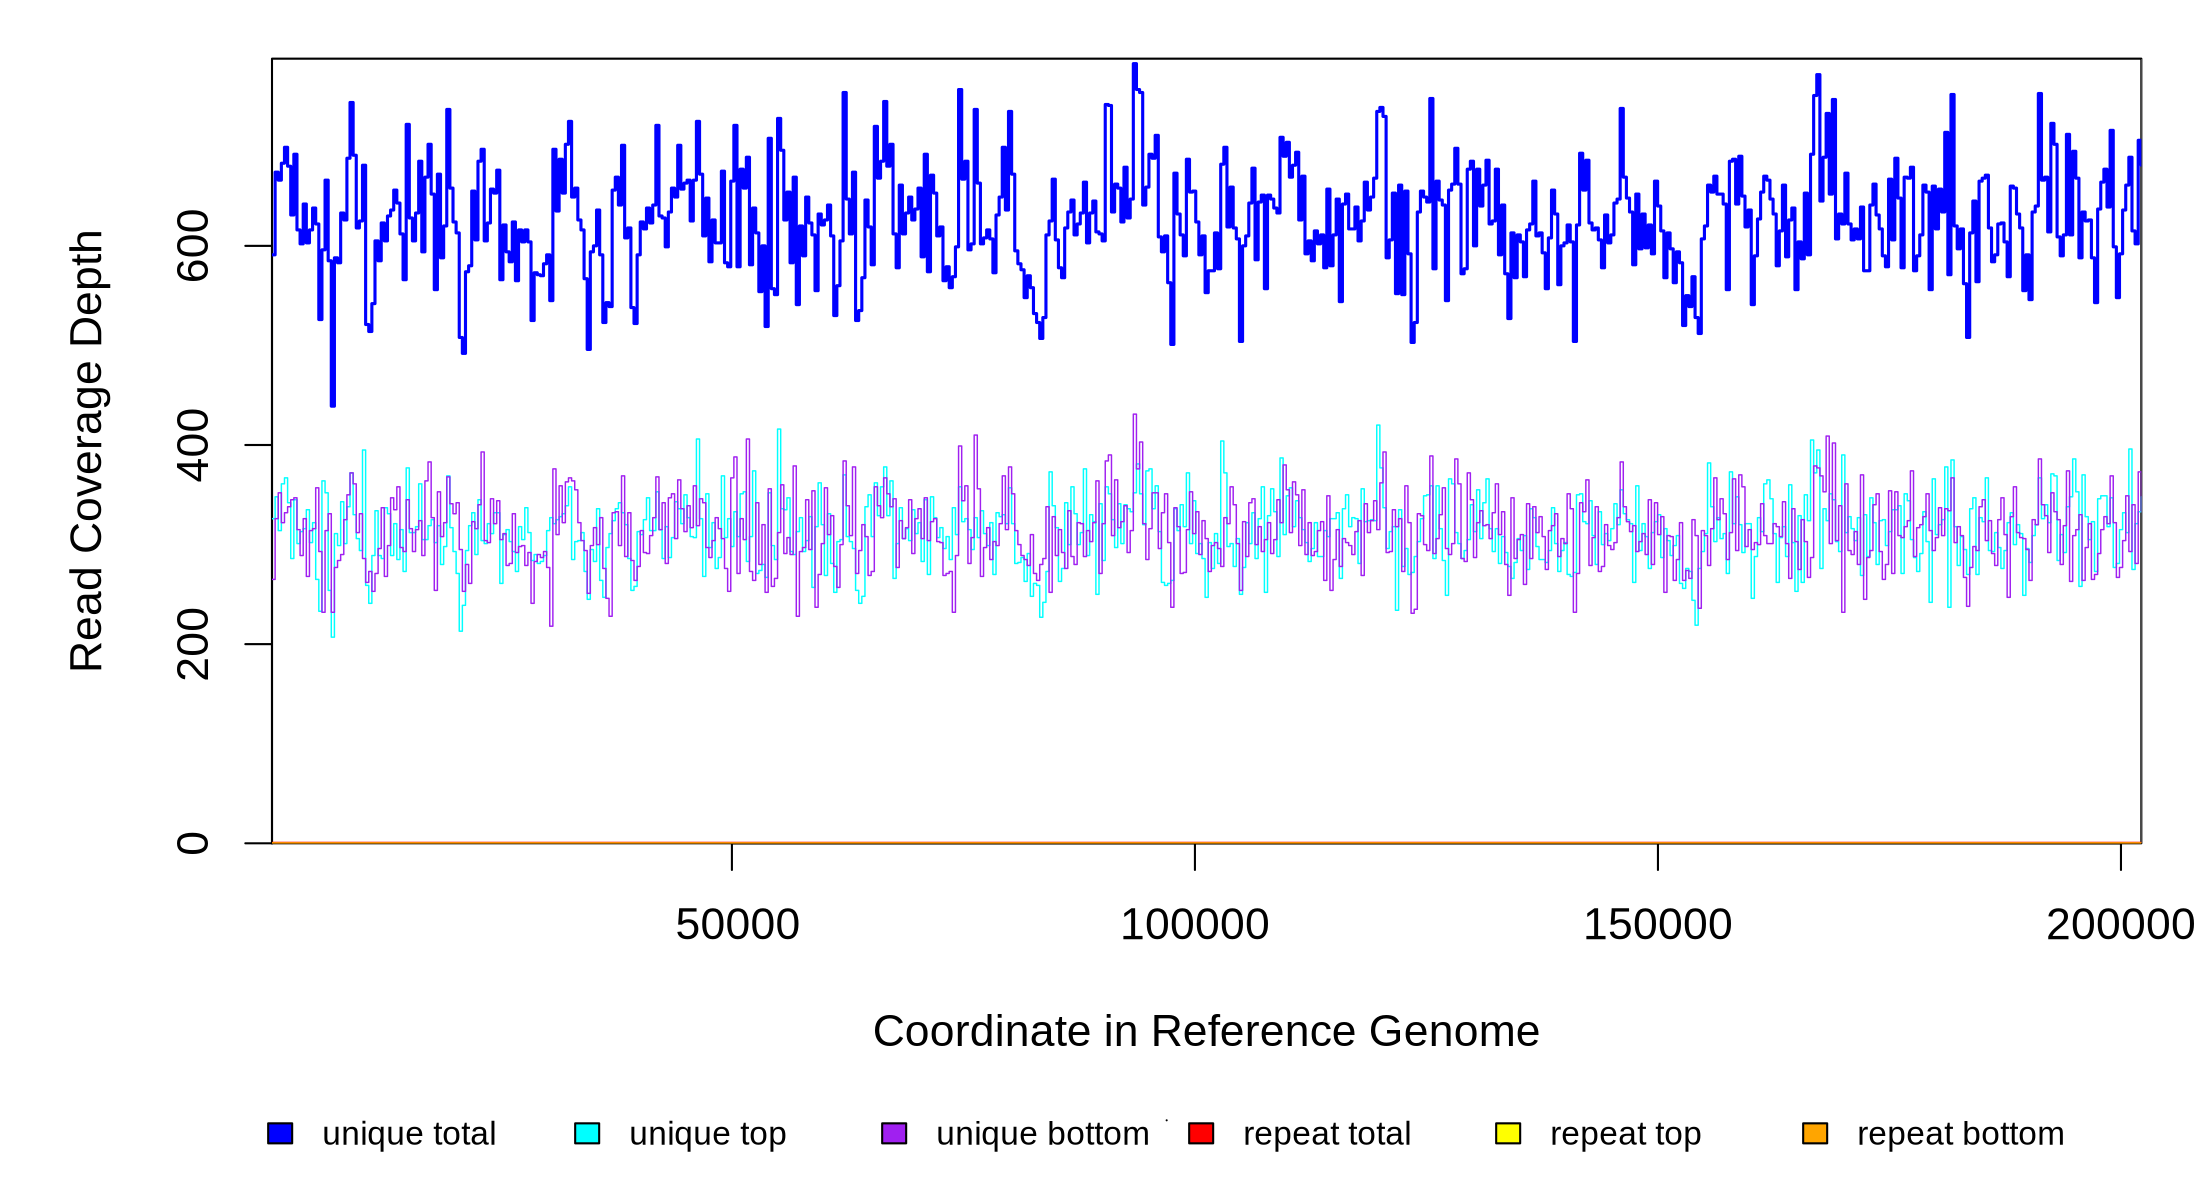 Read Coverage Depth
600
400
200
0
50000 100000 150000 200000
Coordinate in Reference Genome
unique total unique top unique bottom repeat total repeat top repeat bottom